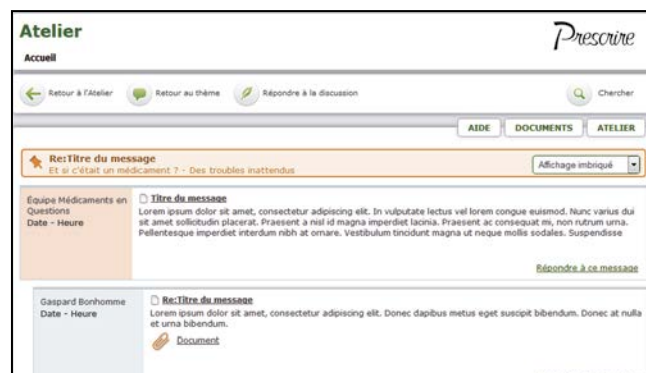 Atelier
Prescrire
Accueil
Retour à l'Atelier
Retour au thème
Répondre à la discussion
Chercher
AIDE
DOCUMENTS
ATELIER
Re:Titre du message
Et si c'était un médicament ? - Des troubles inattendus
Affichage imbriqué
Equipe Médicaments en
Questions
Date - Heure
Titre du message
Lorem ipsum dolor sit amet, consectetur adipiscing elit. In vulputate lectus vel lorem congue euismod. Nunc varius dui
sit amet sollicitudin placerat. Praesent a nisl id magna imperdiet lacinia. Praesent ac consequat mi, non rutrum urna.
Pellentesque imperdiet interdum nibh at ornare. Vestibulum tincidunt magna ut neque mollis sodales. Suspendisse
Répondre à ce message
Gaspard Bonhomme
Date - Heure
Re:Titre du message
Lorem ipsum dolor sit amet, consectetur adipiscing elit. Donec dapibus metus eget suscipit bibendum. Donec at nulla
et urna bibendum.
Document